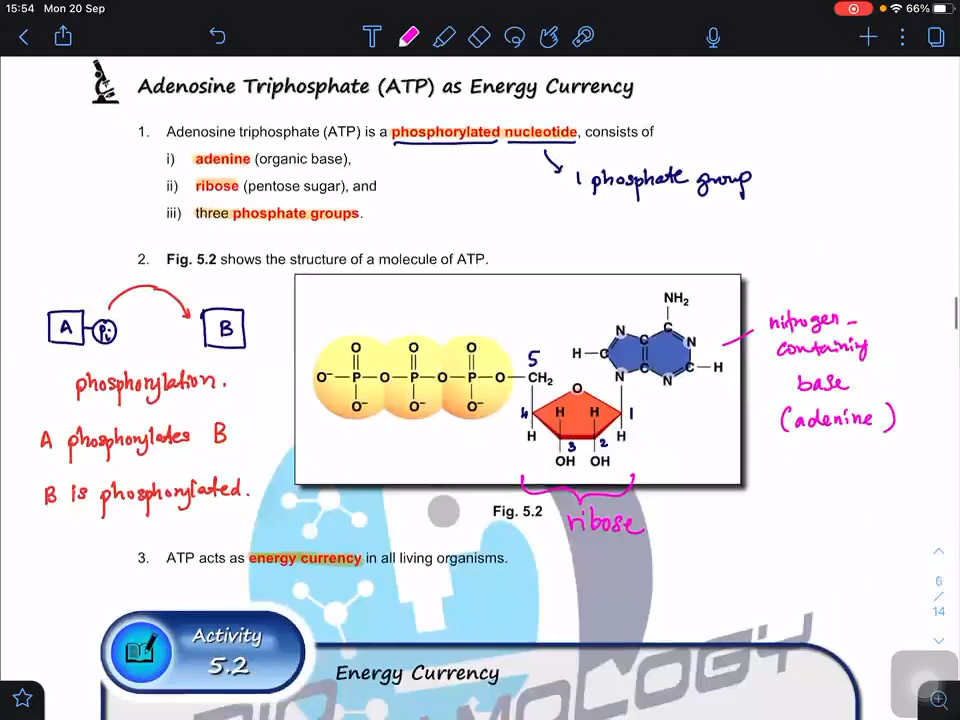 15:54 Mon 20 Sep 66%
Adenosine Triphosphate (ATP) as Energy Currency
1. Adenosine triphosphate (ATP) is a phosphorylated nucleotide, consists of
i) adenine (organic base),
ii) ribose (pentose sugar), and
iii) three phosphate groups.
1 phosphate group
2. Fig. 5.2 shows the structure of a molecule of ATP.
A Pi B
phosphorylation.
A phosphorylates B
B is phosphorylated.
NH2
N C N
H C C
C H
N C N
O O O 5
O− P O P O P O CH2 O
O− O− O− 4 H H 1
H 3 2 H
OH OH
nitrogen-
containing
base
(adenine)
Fig. 5.2
ribose
3. ATP acts as energy currency in all living organisms.
6
/
14
Activity
5.2
Energy Currency